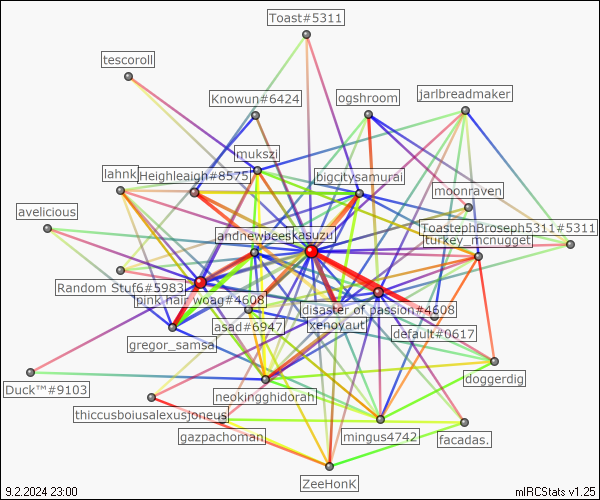 Toast#5311
tescoroll
jarlbreadmaker
Knowun#6424
ogshroom
mukszi
lahnk
Heighleaigh#8575
bigcitysamurai
moonraven
avelicious
ToastephBroseph5311#5311
andnewbees
kasuzu
turkey_mcnugget
Random Stuf6#5983
pink hair woag#4608
disaster of passion#4608
asad#6947
xenoyaut
default#0617
gregor_samsa
doggerdig
Duck™#9103
neokingghidorah
thiccusboiusalexusjoneus
gazpachoman
mingus4742
facadas.
ZeeHonK
9.2.2024 23:00
mIRCStats v1.25